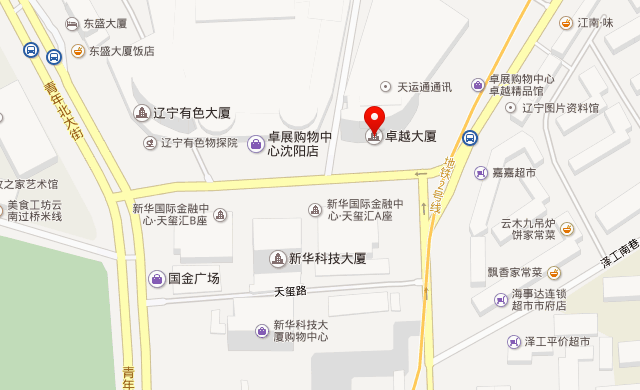 东盛大厦
江南·味
东盛大厦饭店
卓展购物中心
卓越精品馆
天运通通讯
青年北大街
辽宁有色大厦
辽宁图片资料馆
卓越大厦
卓展购物中
心沈阳店
辽宁有色物探院
地铁2号线
嘉嘉超市
之家艺术馆
美食工坊云
南过桥米线
新华国际金融中
心·天玺汇B座
新华国际金融中
心·天玺汇A座
云木九吊炉
饼家常菜
泽工南巷
新华科技大厦
飘香家常菜
国金广场
天玺路
海事达连锁
超市市府店
新华科技大
厦购物中心
泽工平价超市
青年